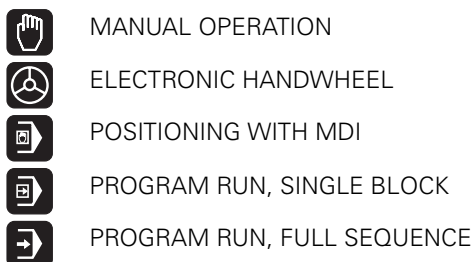 MANUAL OPERATION
ELECTRONIC HANDWHEEL
POSITIONING WITH MDI
PROGRAM RUN, SINGLE BLOCK
PROGRAM RUN, FULL SEQUENCE